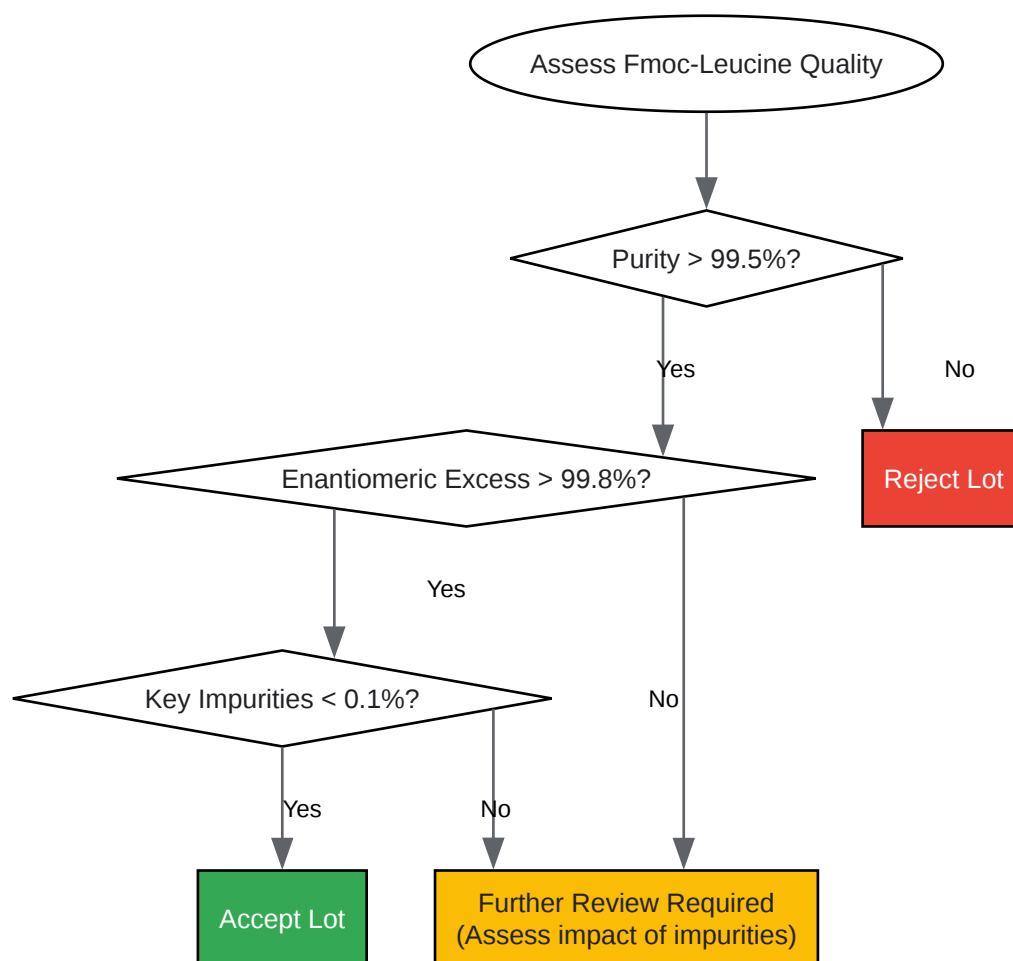 Assess Fmoc-Leucine Quality
Purity > 99.5%?
Yes
No
Enantiomeric Excess > 99.8%?
Reject Lot
Yes
Key Impurities < 0.1%?
No
Yes
No
Accept Lot
Further Review Required
(Assess impact of impurities)